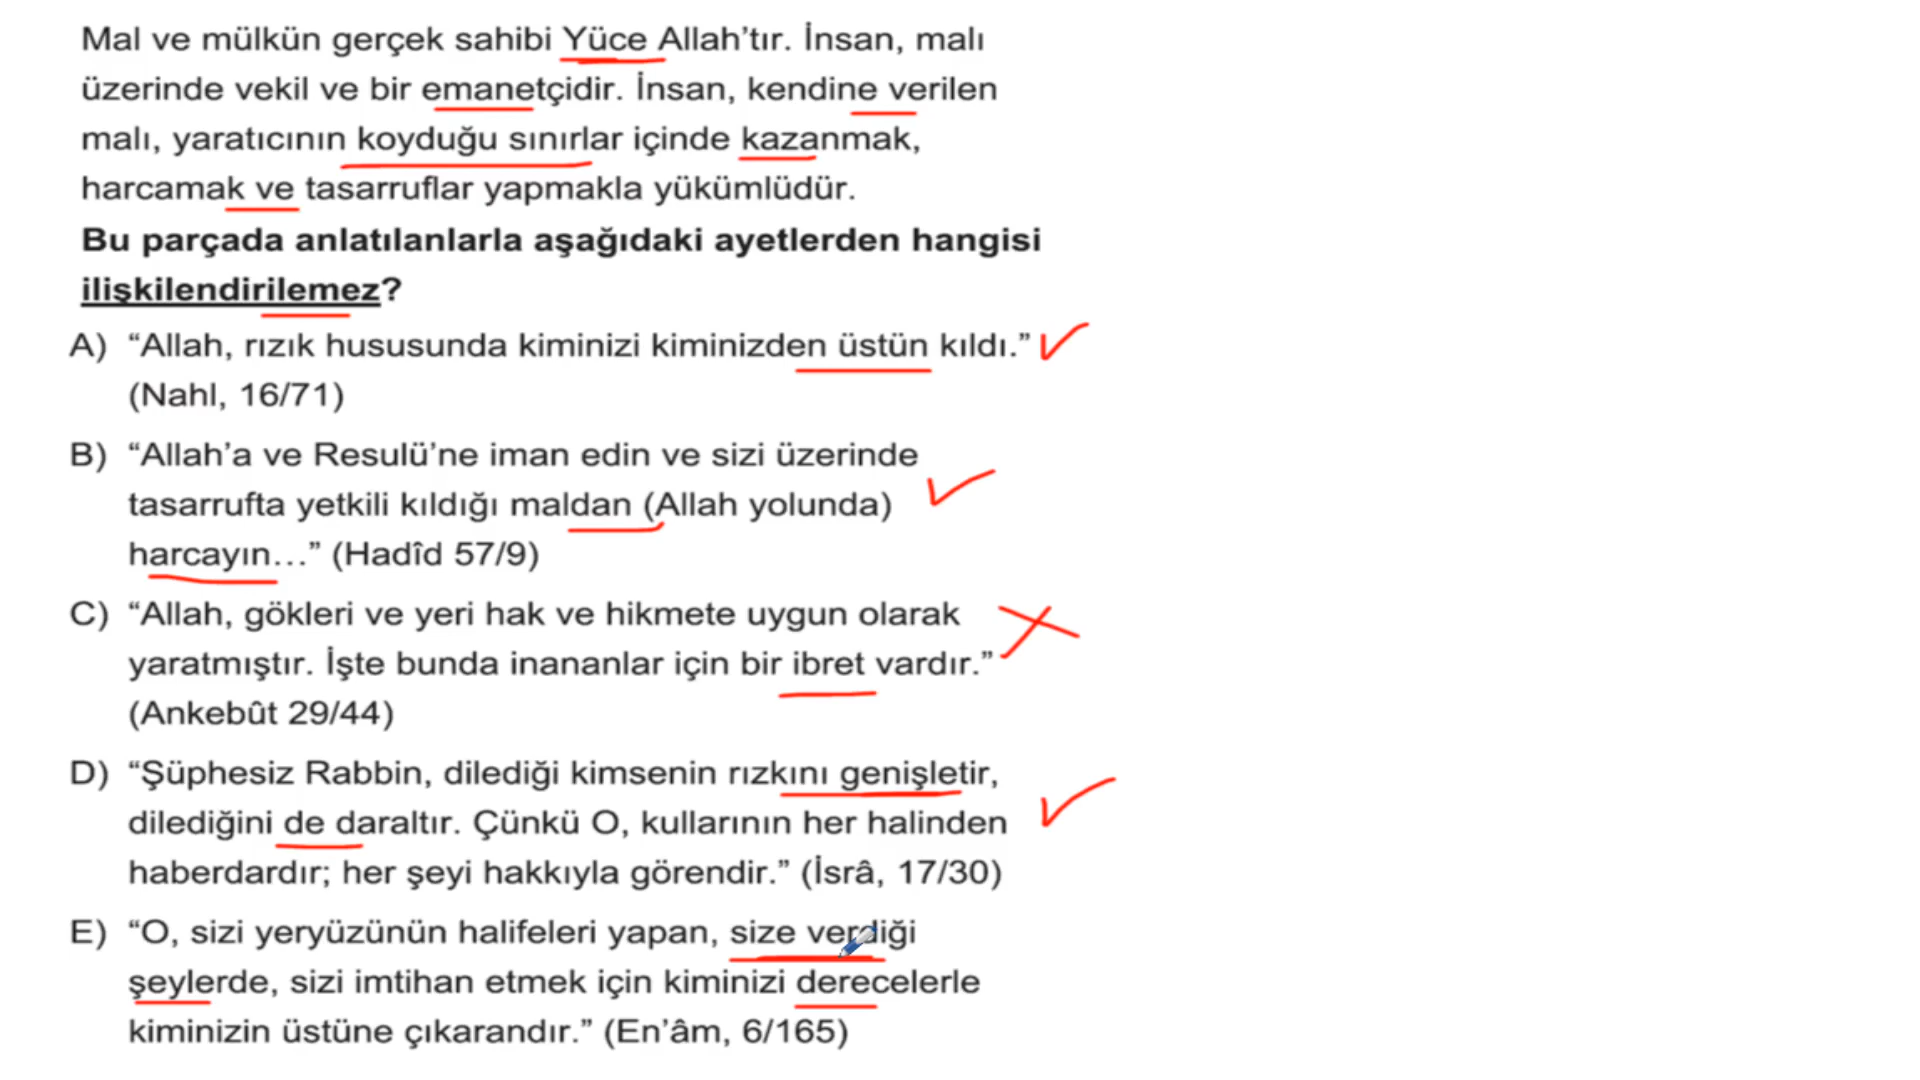 Mal ve mülkün gerçek sahibi Yüce Allah’tır. İnsan, malı
üzerinde vekil ve bir emanetçidir. İnsan, kendine verilen
malı, yaratıcının koyduğu sınırlar içinde kazanmak,
harcamak ve tasarruflar yapmakla yükümlüdür.
Bu parçada anlatılanlarla aşağıdaki ayetlerden hangisi
ilişkilendirilemez?
A) “Allah, rızık hususunda kiminizi kiminizden üstün kıldı.”
(Nahl, 16/71)
B) “Allah’a ve Resulü’ne iman edin ve sizi üzerinde
tasarrufta yetkili kıldığı maldan (Allah yolunda)
harcayın...” (Hadîd 57/9)
C) “Allah, gökleri ve yeri hak ve hikmete uygun olarak
yaratmıştır. İşte bunda inananlar için bir ibret vardır.”
(Ankebût 29/44)
D) “Şüphesiz Rabbin, dilediği kimsenin rızkını genişletir,
dilediğini de daraltır. Çünkü O, kullarının her halinden
haberdardır; her şeyi hakkıyla görendir.” (İsrâ, 17/30)
E) “O, sizi yeryüzünün halifeleri yapan, size verdiği
şeylerde, sizi imtihan etmek için kiminizi derecelerle
kiminizin üstüne çıkarandır.” (En’âm, 6/165)